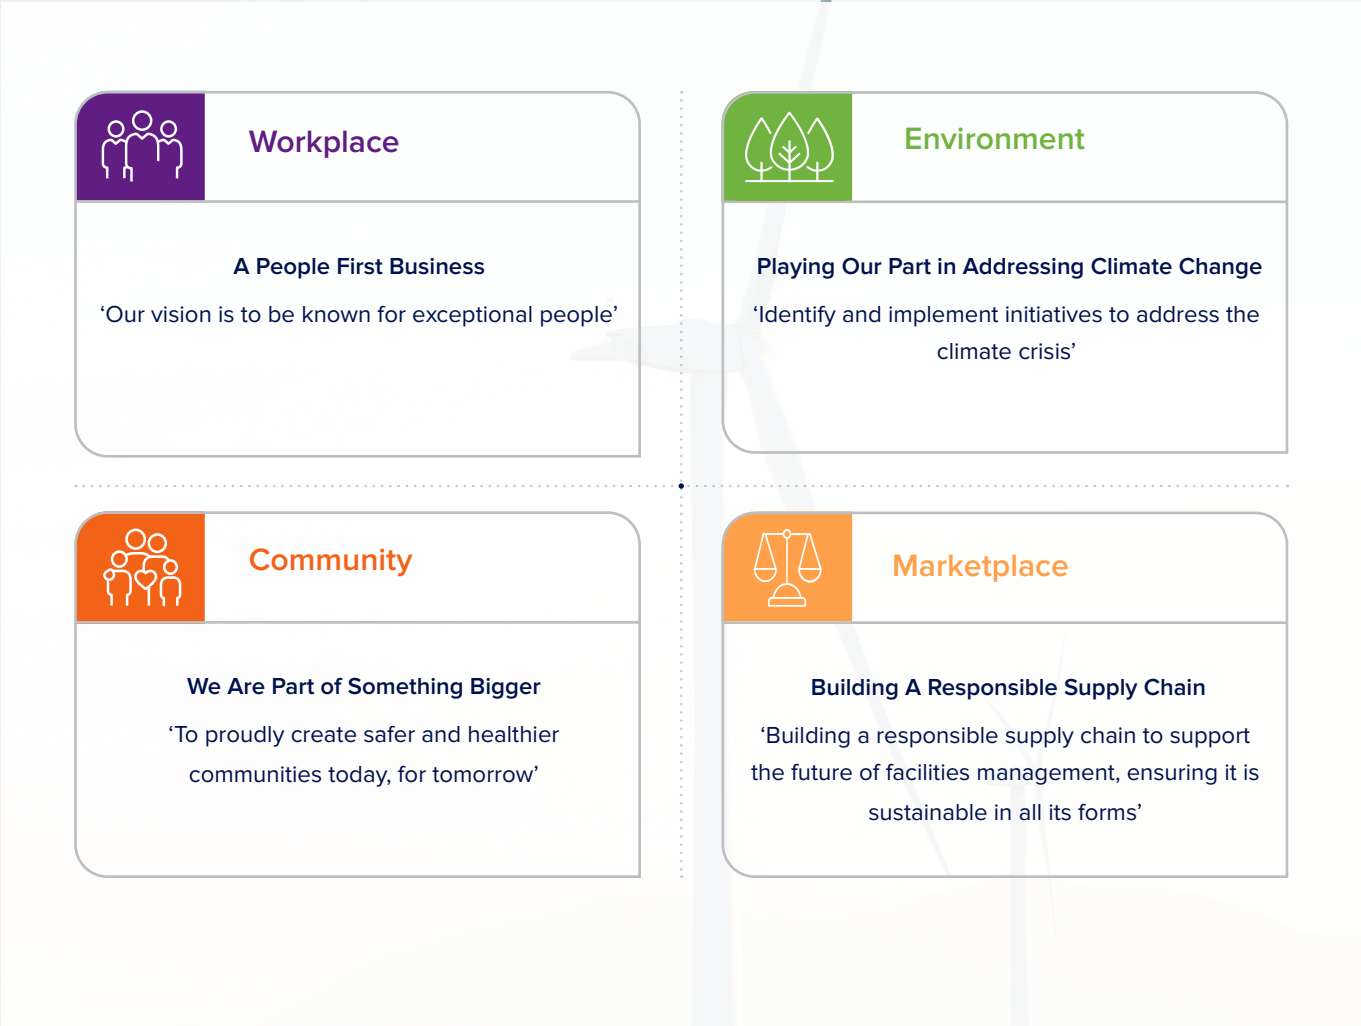 Workplace
A People First Business
‘Our vision is to be known for exceptional people’
Environment
Playing Our Part in Addressing Climate Change
‘Identify and implement initiatives to address the
climate crisis’
Community
We Are Part of Something Bigger
‘To proudly create safer and healthier
communities today, for tomorrow’
Marketplace
Building A Responsible Supply Chain
‘Building a responsible supply chain to support
the future of facilities management, ensuring it is
sustainable in all its forms’